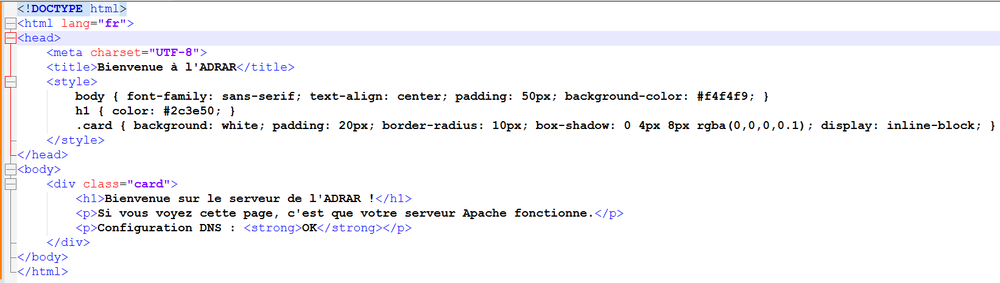 <!DOCTYPE html>
<html lang="fr">
<head>
    <meta charset="UTF-8">
    <title>Bienvenue à l'ADRAR</title>
    <style>
        body { font-family: sans-serif; text-align: center; padding: 50px; background-color: #f4f4f9; }
        h1 { color: #2c3e50; }
        .card { background: white; padding: 20px; border-radius: 10px; box-shadow: 0 4px 8px rgba(0,0,0,0.1); display: inline-block; }
    </style>
</head>
<body>
    <div class="card">
        <h1>Bienvenue sur le serveur de l'ADRAR !</h1>
        <p>Si vous voyez cette page, c'est que votre serveur Apache fonctionne.</p>
        <p>Configuration DNS : <strong>OK</strong></p>
    </div>
</body>
</html>